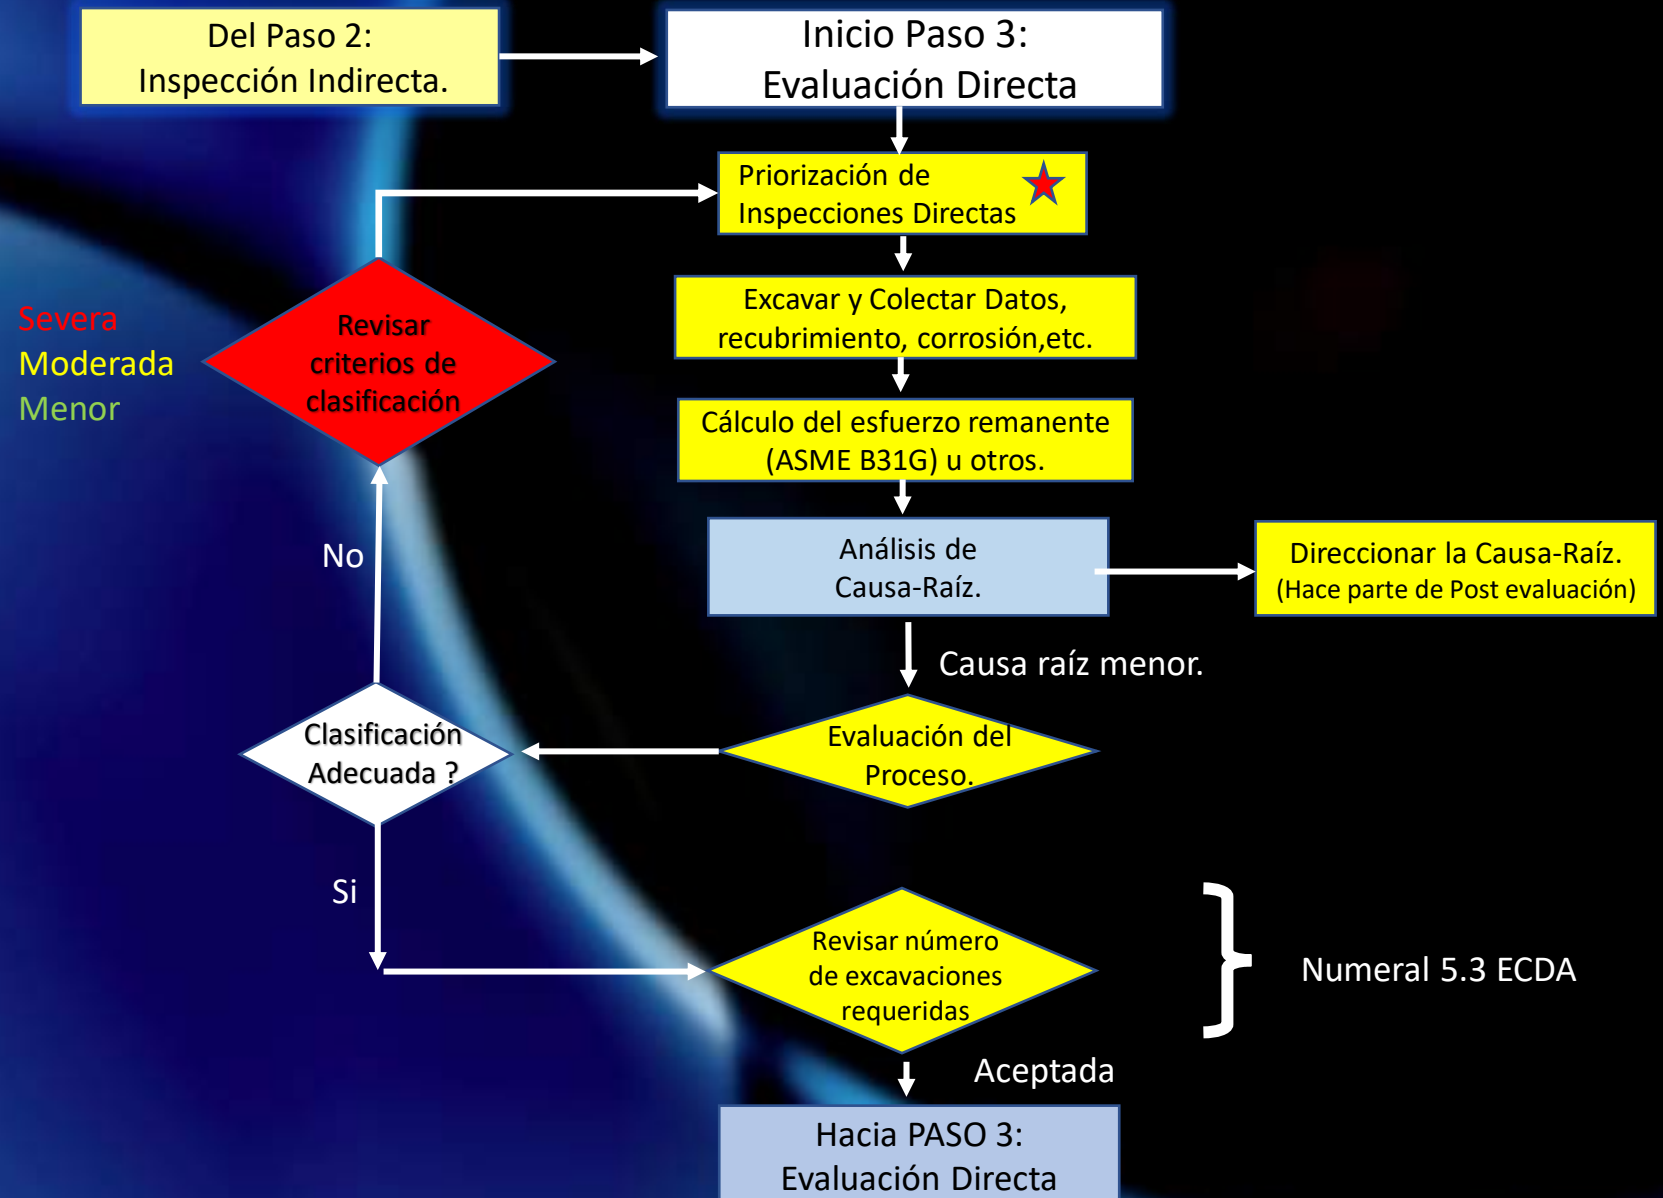 Del Paso 2:
Inspección Indirecta.
Inicio Paso 3:
Evaluación Directa
Priorización de
Inspecciones Directas
Excavar y Colectar Datos,
recubrimiento, corrosión,etc.
Severa
Moderada
Menor
Revisar
criterios de
clasificación
Cálculo del esfuerzo remanente
(ASME B31G) u otros.
No
Análisis de
Causa-Raíz.
Direccionar la Causa-Raíz.
(Hace parte de Post evaluación)
Causa raíz menor.
Clasificación
Adecuada ?
Evaluación del
Proceso.
Si
Revisar número
de excavaciones
requeridas
Numeral 5.3 ECDA
Aceptada
Hacia PASO 3:
Evaluación Directa